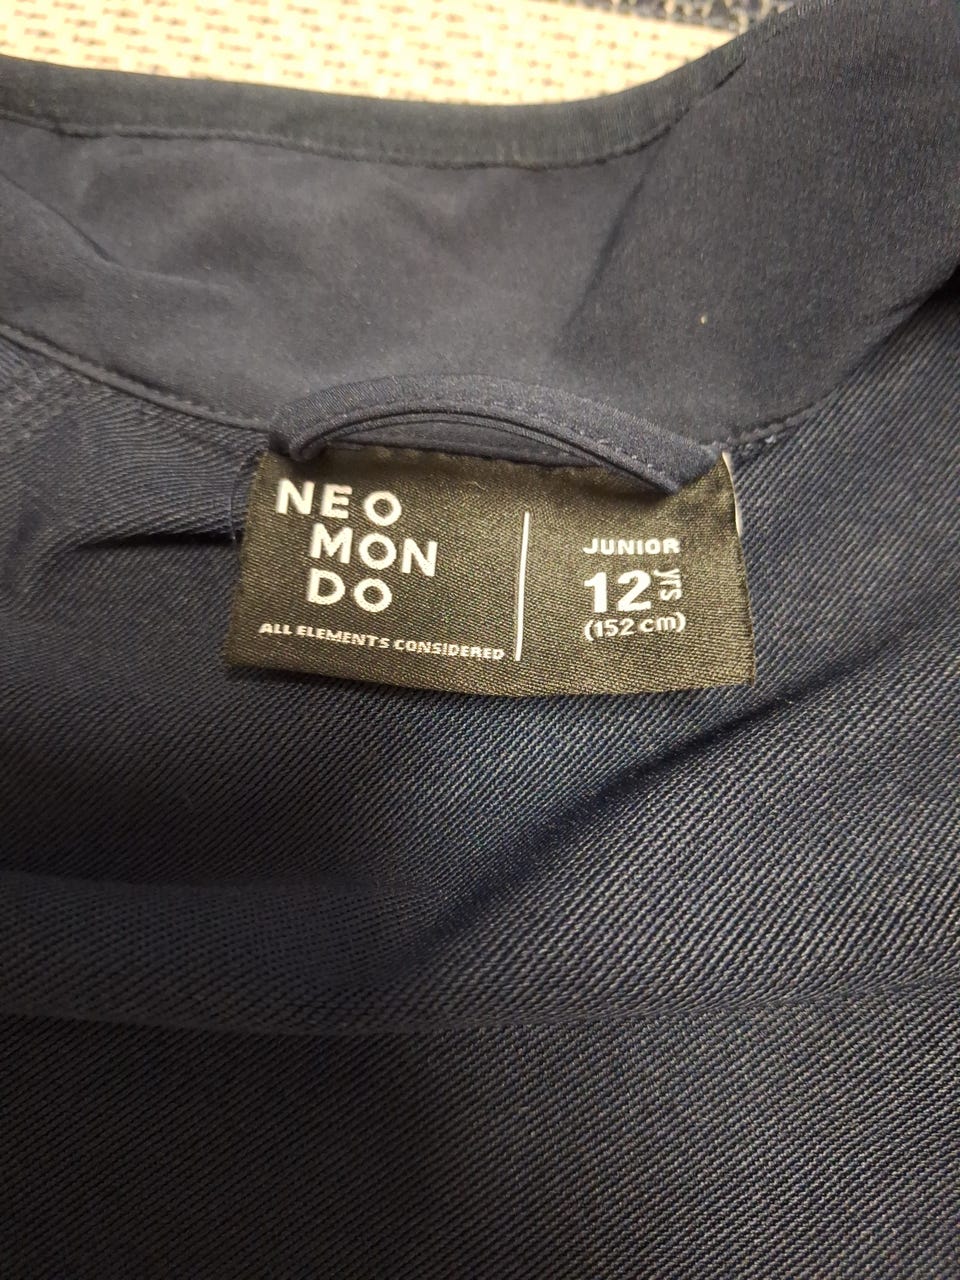 NEO
MON
DO
ALL ELEMENTS CONSIDERED
JUNIOR
12 YRS
(152 cm)